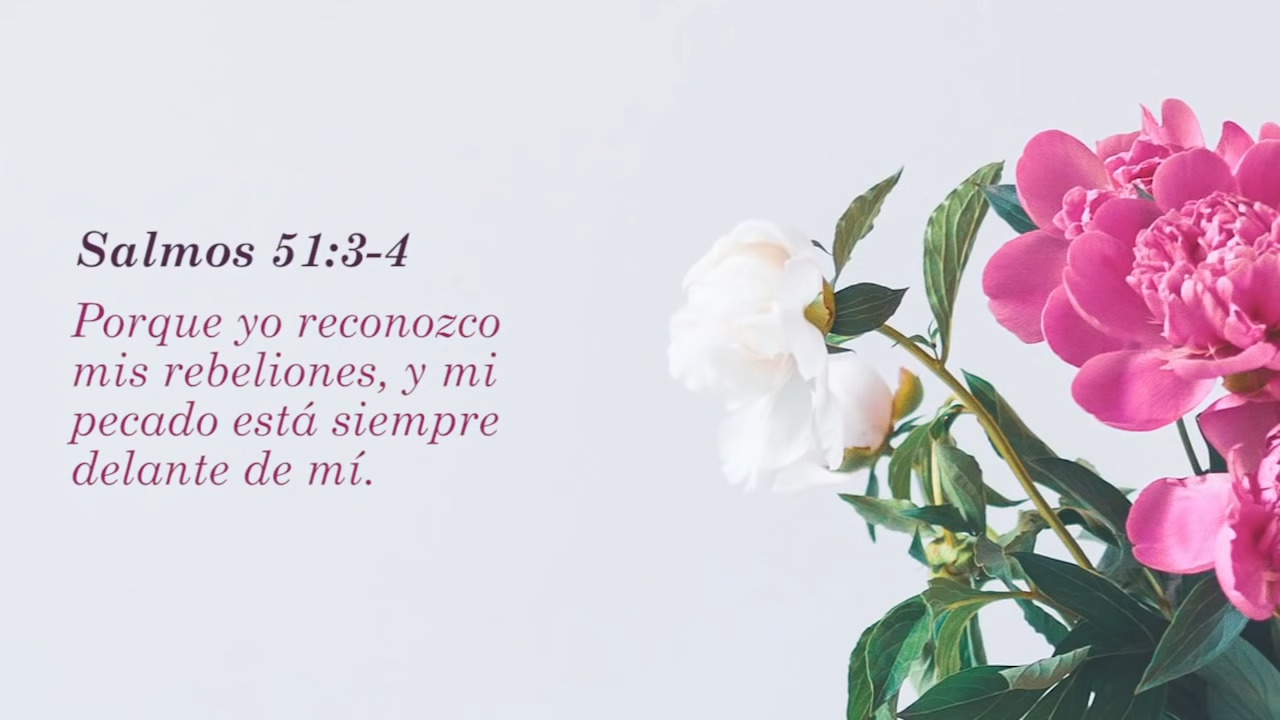 Salmos 51:3-4
Porque yo reconozco
mis rebeliones, y mi
pecado está siempre
delante de mí.